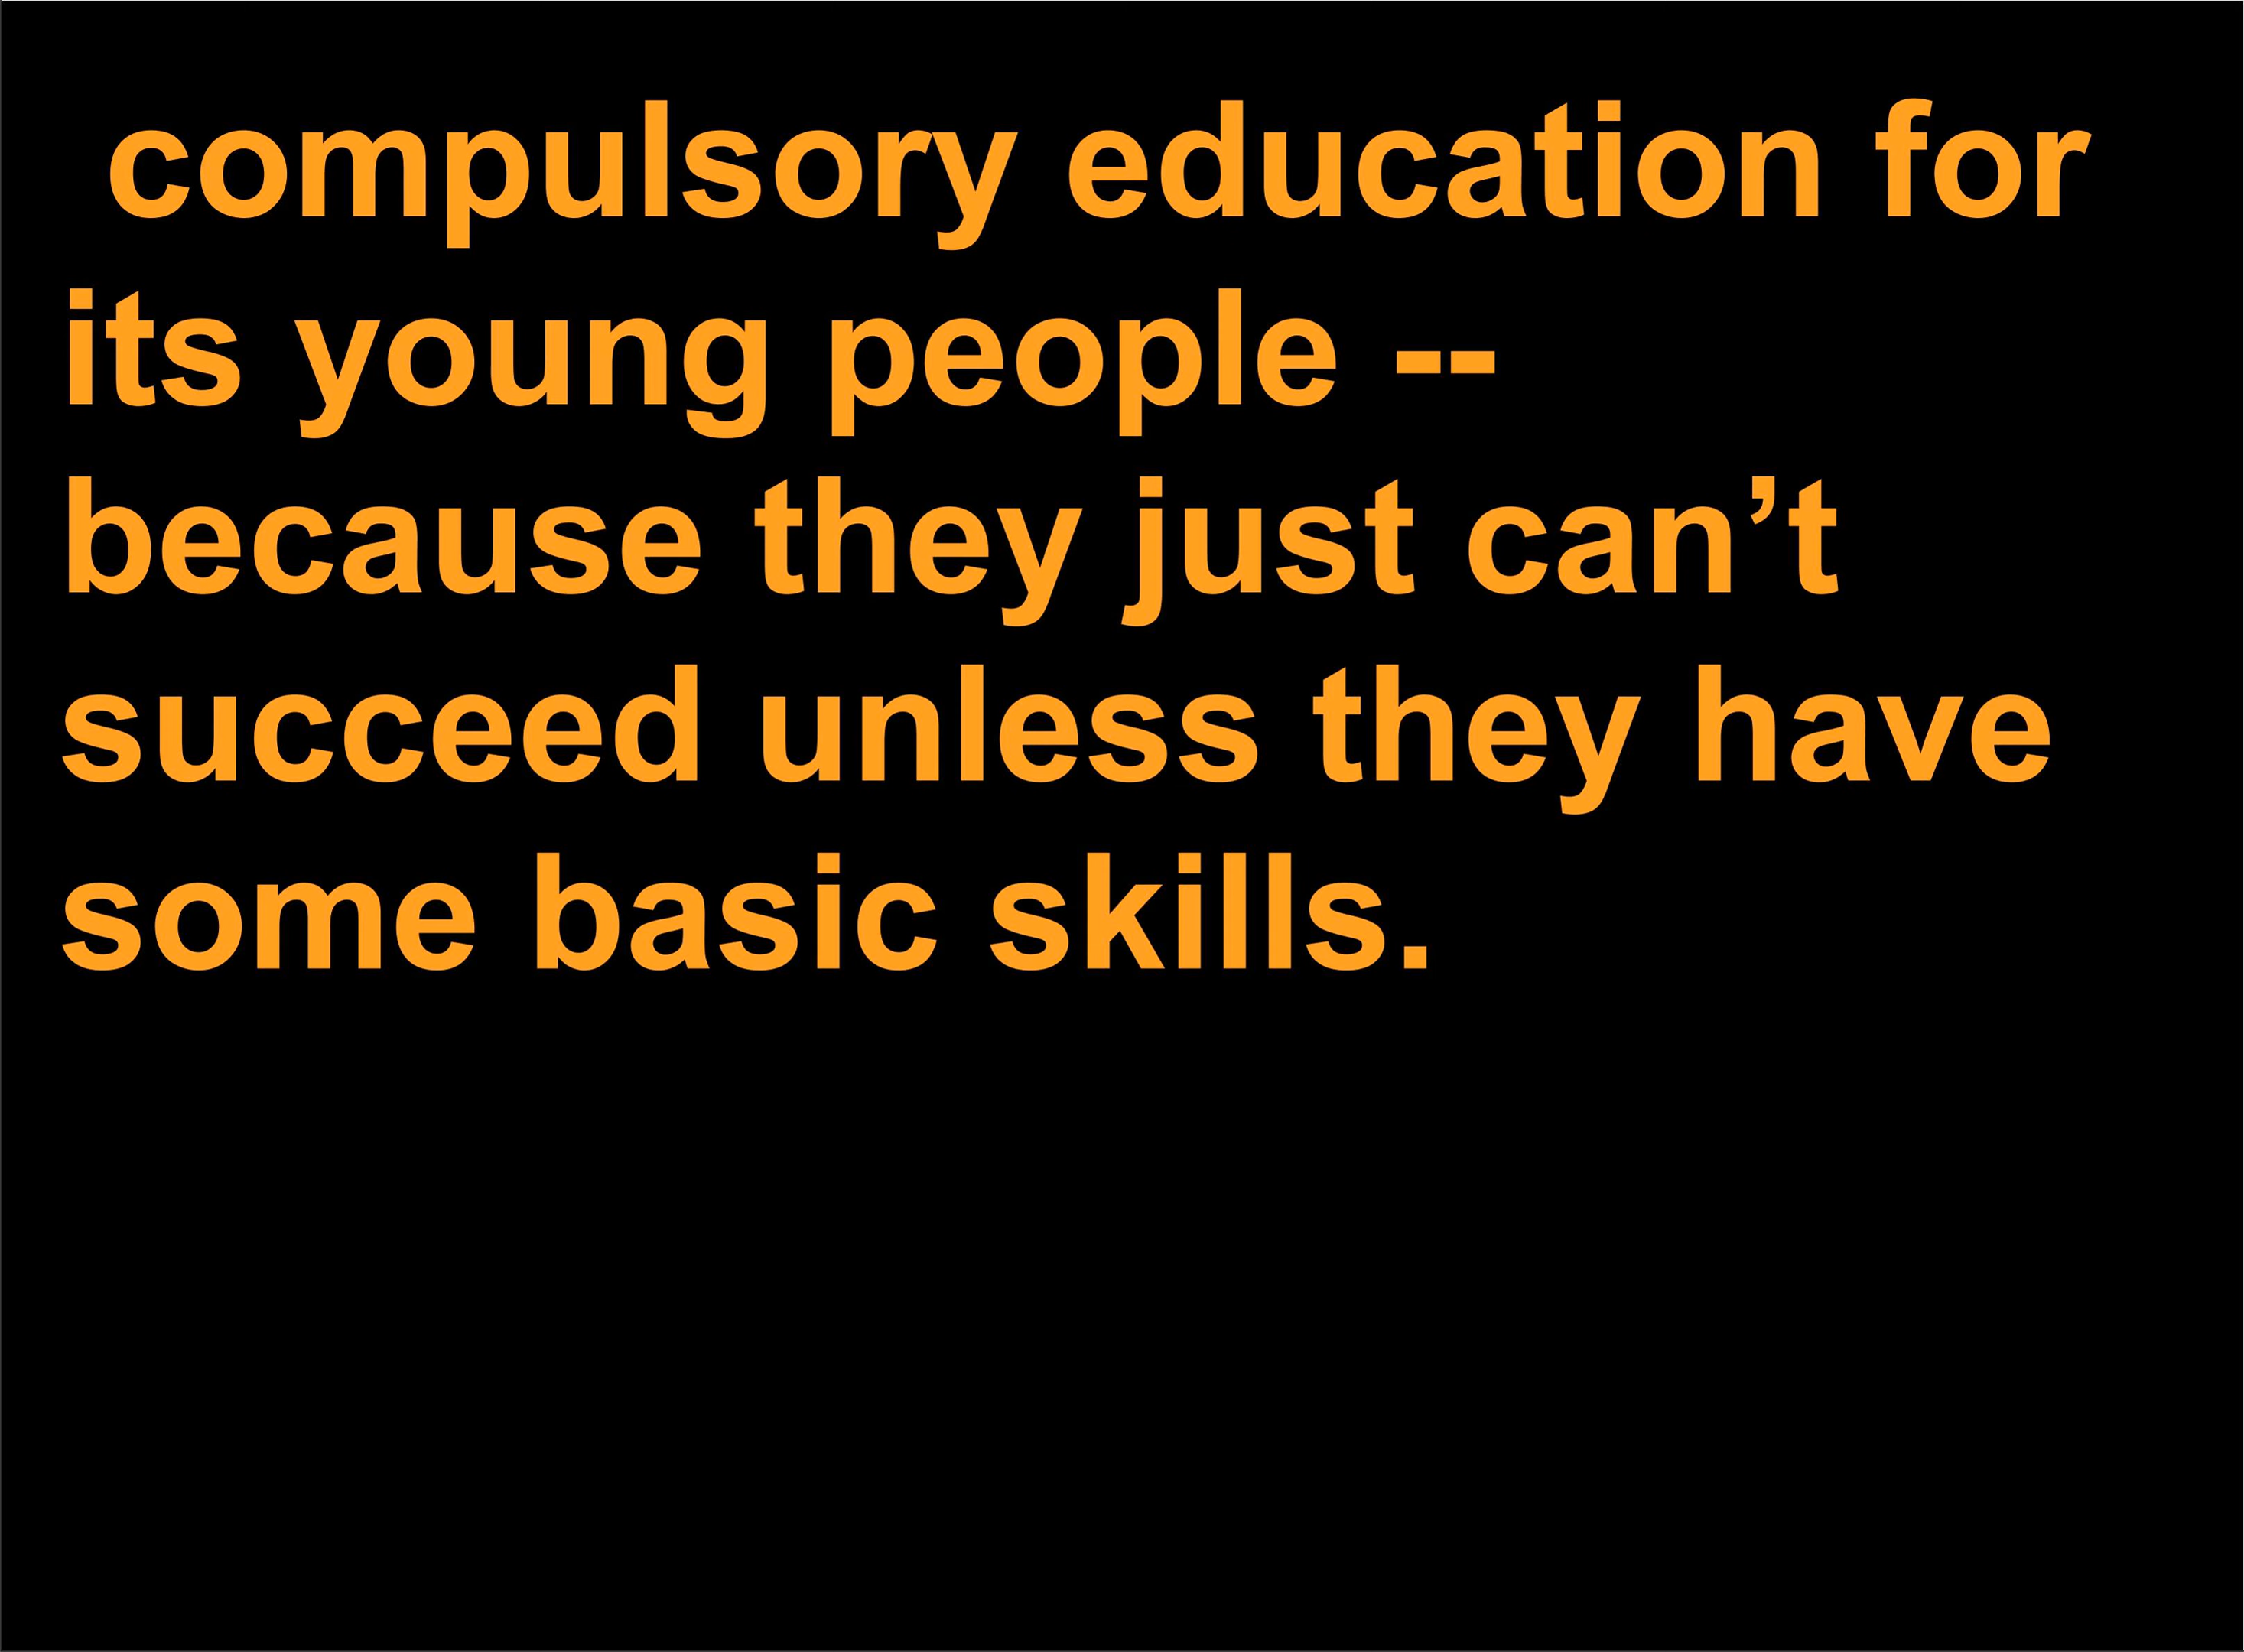 compulsory education for
its young people --
because they just can’t
succeed unless they have
some basic skills.